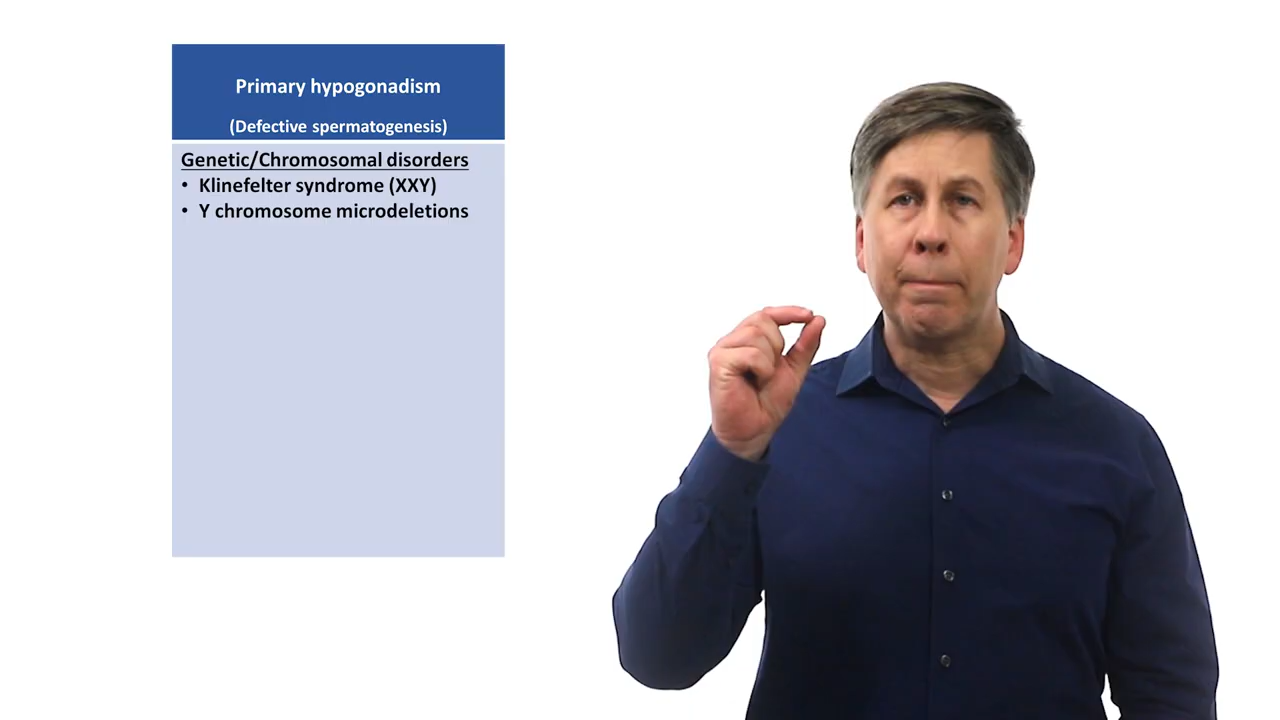 Primary hypogonadism
(Defective spermatogenesis)
Genetic/Chromosomal disorders
• Klinefelter syndrome (XXY)
• Y chromosome microdeletions